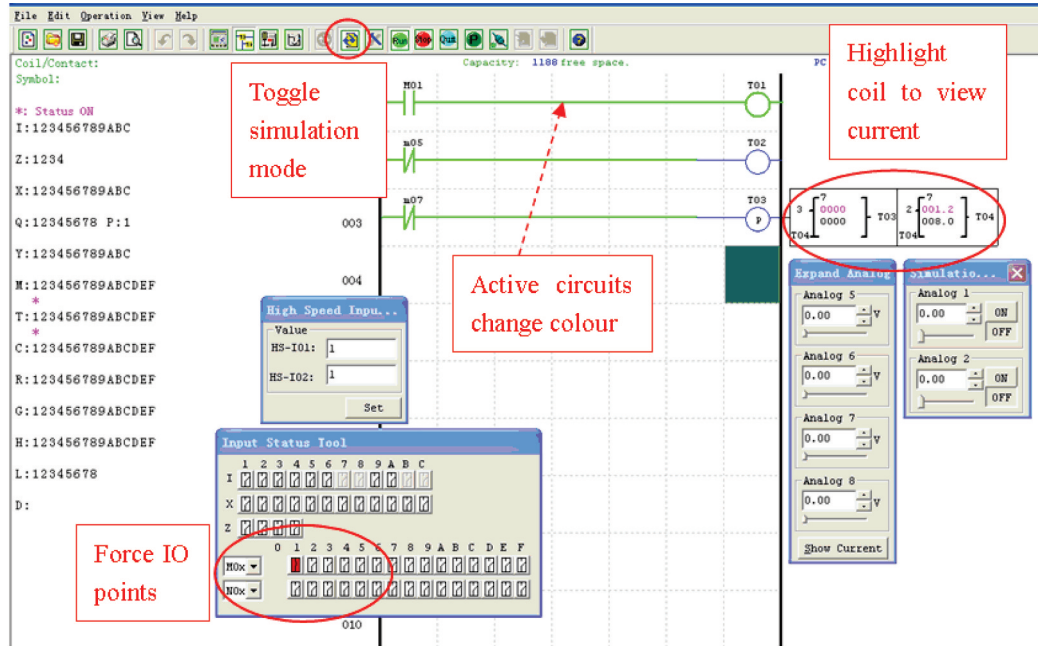 File Edit Operation View Help
Run Stop Quit P
Coil/Contact:
Capacity: 1188 free space.
PC
Symbol:
*: Status ON
I:123456789ABC
Z:1234
X:123456789ABC
Q:12345678 P:1
Y:123456789ABC
M:123456789ABCDEF
*
T:123456789ABCDEF
*
C:123456789ABCDEF
R:123456789ABCDEF
G:123456789ABCDEF
H:123456789ABCDEF
L:12345678
D:
Toggle
simulation
mode
M01 T01
m05 T02
m07 T03
P
003
004
010
Highlight
coil to view
current
3 7 0000 0000 T03 T04
2 7 001.2 008.0 T04 T04
Active circuits
change colour
High Speed Inpu...
Value
HS-I01: 1
HS-I02: 1
Set
Input Status Tool
1 2 3 4 5 6 7 8 9 A B C
I
X
Z
0 1 2 3 4 5 6 7 8 9 A B C D E F
M0x
N0x
Force IO
points
Expand Analog
Analog 5
0.00 V
Analog 6
0.00 V
Analog 7
0.00 V
Analog 8
0.00 V
Show Current
Simulatio...
Analog 1
0.00 ON
OFF
Analog 2
0.00 ON
OFF